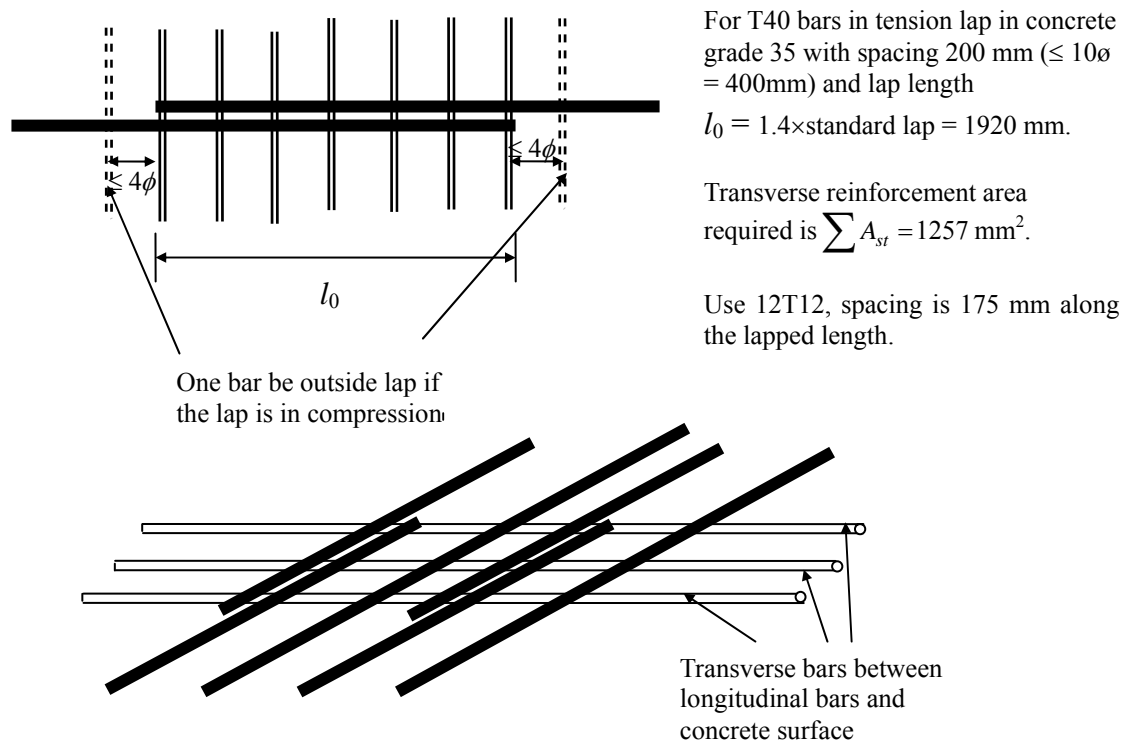 For T40 bars in tension lap in concrete
grade 35 with spacing 200 mm (≤ 10ø
= 400mm) and lap length
l₀ = 1.4×standard lap = 1920 mm.
Transverse reinforcement area
required is ∑ A_st = 1257 mm².
Use 12T12, spacing is 175 mm along
the lapped length.
≤ 4ϕ
≤ 4ϕ
l₀
One bar be outside lap if
the lap is in compression
Transverse bars between
longitudinal bars and
concrete surface